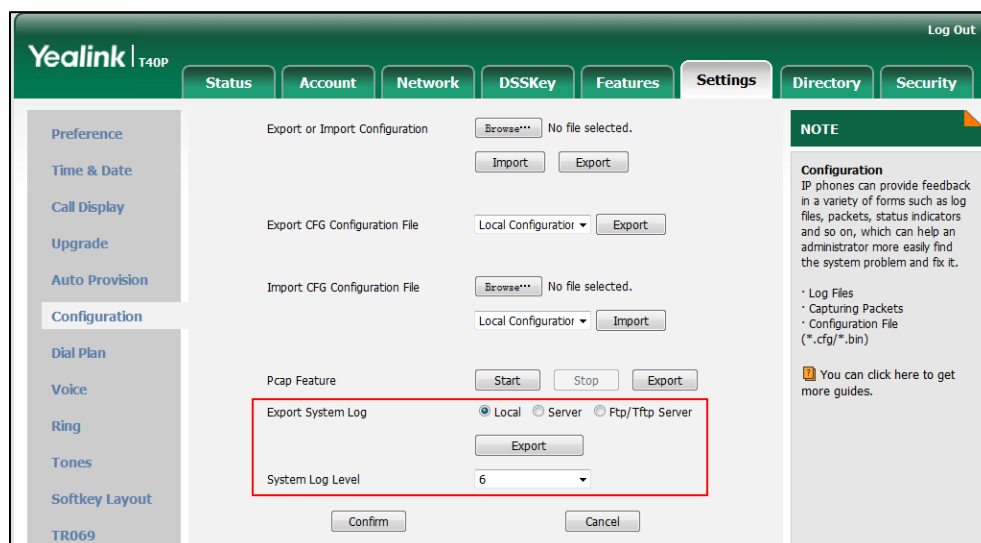 Log Out
Yealink T40P
Status Account Network DSSKey Features Settings Directory Security
Preference
Time & Date
Call Display
Upgrade
Auto Provision
Configuration
Dial Plan
Voice
Ring
Tones
Softkey Layout
TR069
Export or Import Configuration Browse... No file selected.
Import Export
Export CFG Configuration File Local Configuration Export
Import CFG Configuration File Browse... No file selected.
Local Configuration Import
Pcap Feature Start Stop Export
Export System Log Local Server Ftp/Tftp Server
Export
System Log Level 6
Confirm Cancel
NOTE
Configuration
IP phones can provide feedback
in a variety of forms such as log
files, packets, status indicators
and so on, which can help an
administrator more easily find
the system problem and fix it.
· Log Files
· Capturing Packets
· Configuration File
(*.cfg/*.bin)
You can click here to get
more guides.